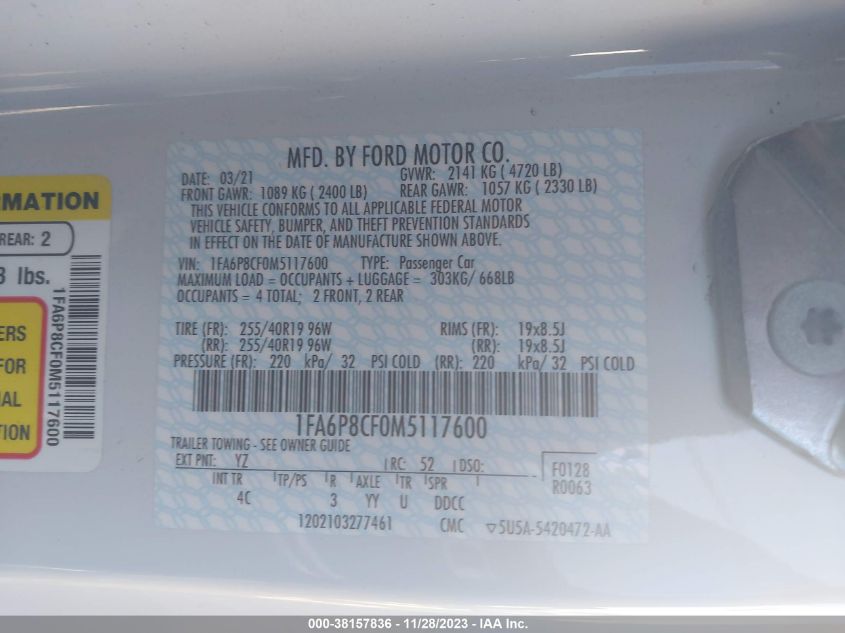 MFD. BY FORD MOTOR CO.
DATE: 03/21 GVWR: 2141 KG ( 4720 LB)
FRONT GAWR: 1089 KG ( 2400 LB) REAR GAWR: 1057 KG ( 2330 LB)
THIS VEHICLE CONFORMS TO ALL APPLICABLE FEDERAL MOTOR
VEHICLE SAFETY, BUMPER, AND THEFT PREVENTION STANDARDS
IN EFFECT ON THE DATE OF MANUFACTURE SHOWN ABOVE.
VIN: 1FA6P8CF0M5117600 TYPE: Passenger Car
MAXIMUM LOAD = OCCUPANTS + LUGGAGE = 303KG/ 668LB
OCCUPANTS = 4 TOTAL; 2 FRONT, 2 REAR
TIRE (FR): 255/40R19 96W RIMS (FR): 19x8.5J
(RR): 255/40R19 96W (RR): 19x8.5J
PRESSURE (FR): 220 kPa/ 32 PSI COLD (RR): 220 kPa/ 32 PSI COLD
1FA6P8CF0M5117600
TRAILER TOWING - SEE OWNER GUIDE
EXT PNT: YZ RC: 52 DSO:
INT TR TP/PS R AXLE TR SPR
4C 3 YY U DDCC
F0128
R0063
1202103277461 CMC ▽5U5A-5420472-AA
RMATION
REAR: 2
8 lbs.
1FA6P8CF0M5117600
ERS
FOR
AL
TION
000-38157836 - 11/28/2023 - IAA Inc.